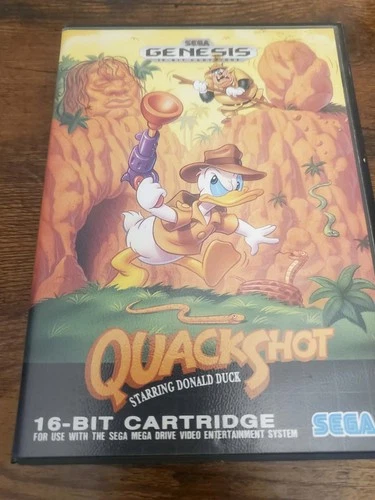 SEGA
GENESIS
16-BIT CARTRIDGE
QUACKSHOT
STARRING DONALD DUCK
16-BIT CARTRIDGE
FOR USE WITH THE SEGA MEGA DRIVE VIDEO ENTERTAINMENT SYSTEM
SEGA